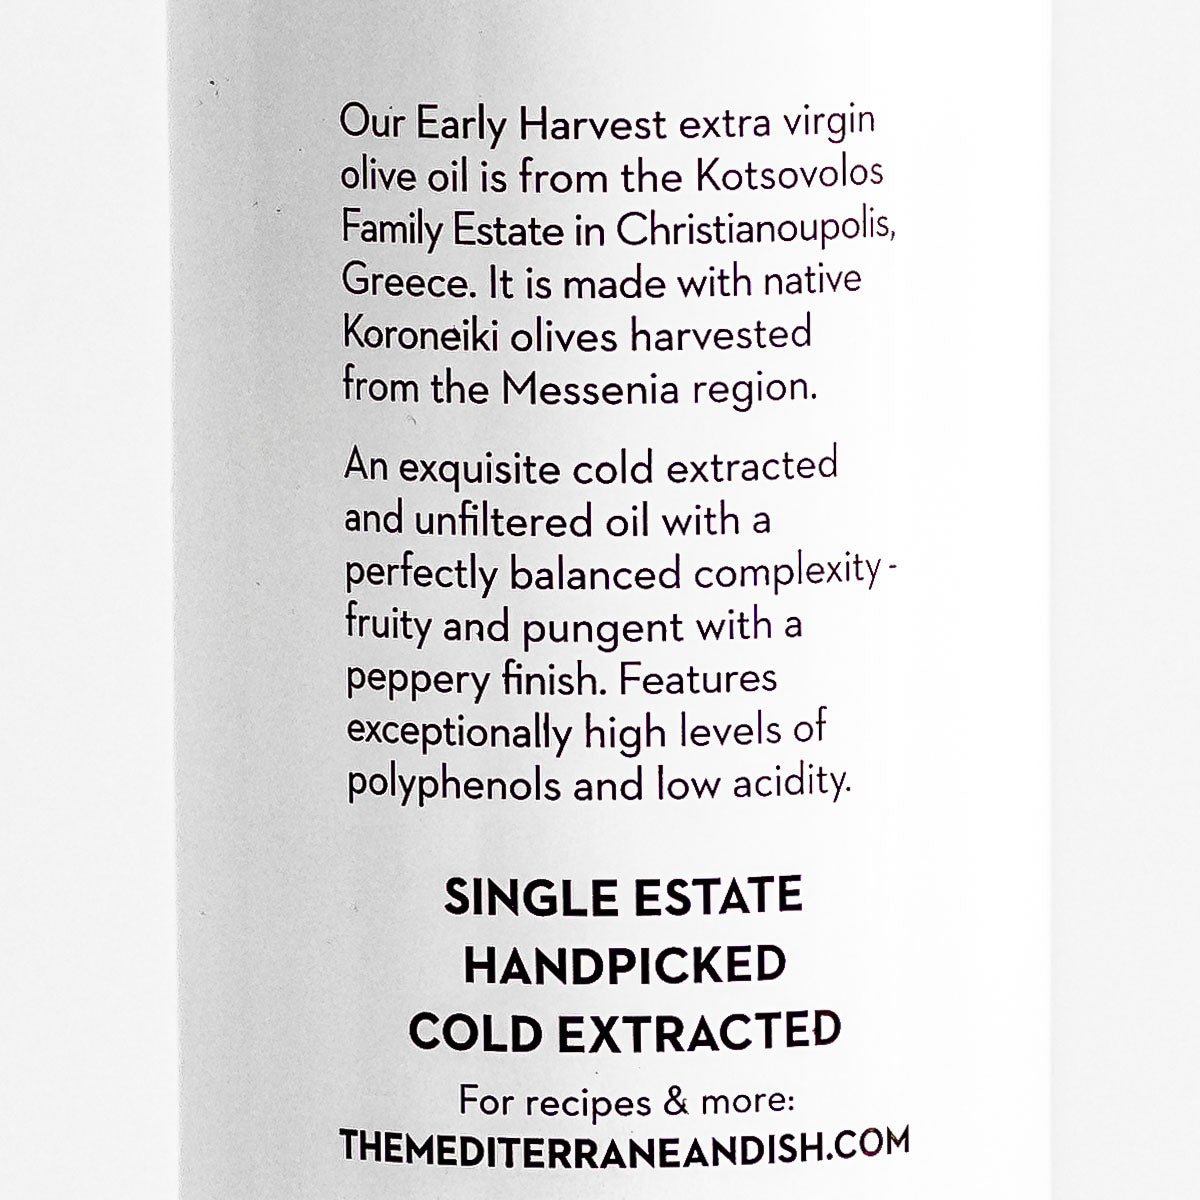 Our Early Harvest extra virgin
olive oil is from the Kotsovolos
Family Estate in Christianoupolis,
Greece. It is made with native
Koroneiki olives harvested
from the Messenia region.
An exquisite cold extracted
and unfiltered oil with a
perfectly balanced complexity -
fruity and pungent with a
peppery finish. Features
exceptionally high levels of
polyphenols and low acidity.
SINGLE ESTATE
HANDPICKED
COLD EXTRACTED
For recipes & more:
THEMEDITERRANEANDISH.COM